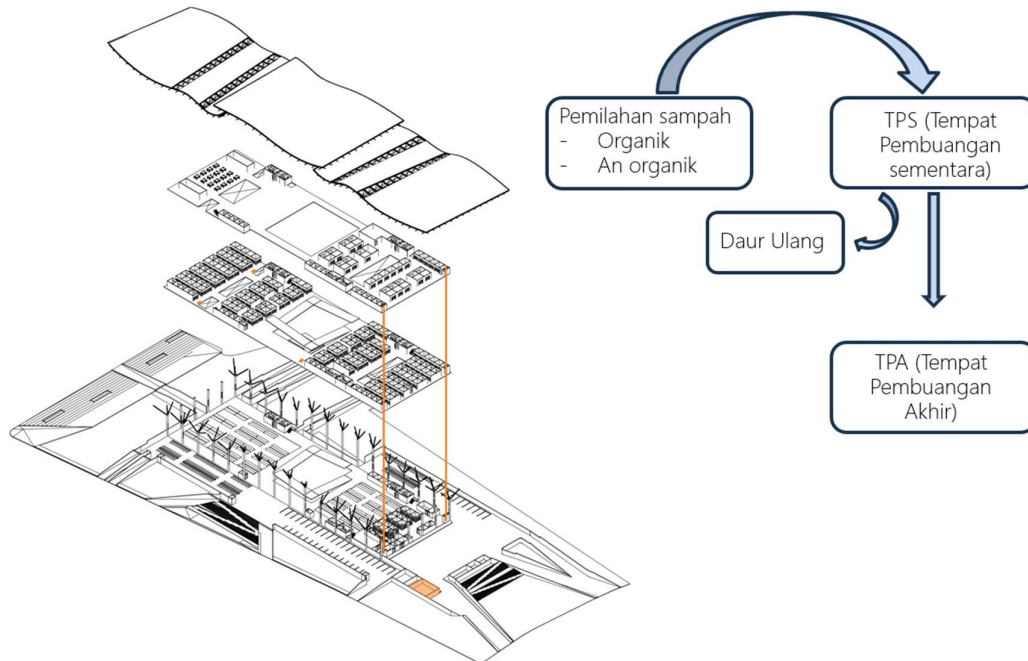 Pemilahan sampah
- Organik
- An organik
TPS (Tempat
Pembuangan
sementara)
Daur Ulang
TPA (Tempat
Pembuangan
Akhir)